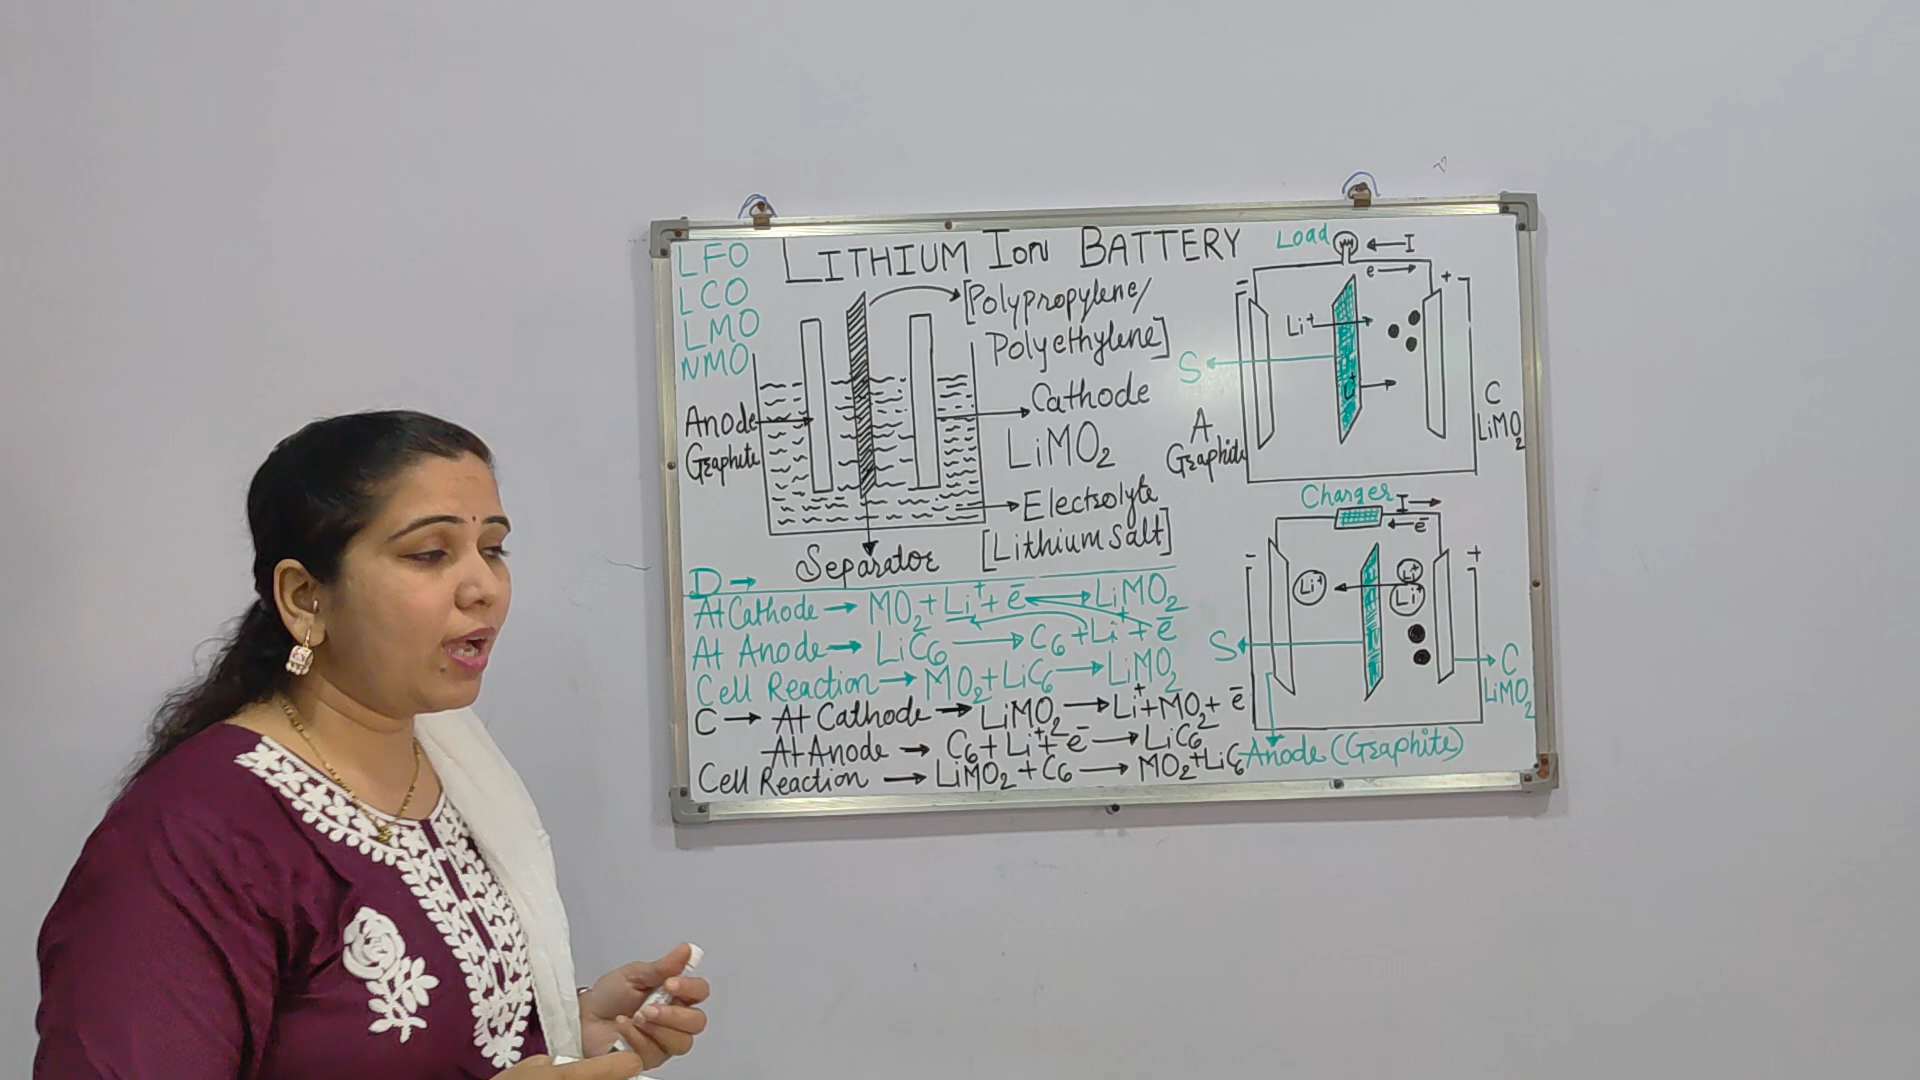 LITHIUM ION BATTERY
LFO
LCO
LMO
NMO
[Polypropylene/
Polyethylene]
Anode
Graphite
Cathode
LiMO₂
Electrolyte
[Lithium salt]
Separator
Load
I
e
-
+
Li⁺
Li⁺
S
A
Graphite
C
LiMO₂
Charger
I
e⁻
-
+
Li⁺
Li⁺
Li⁺
S
C
LiMO₂
Anode (Graphite)
D →
At Cathode → MO₂ + Li⁺ + e⁻ → LiMO₂
At Anode → LiC₆ → C₆ + Li⁺ + e⁻
Cell Reaction → MO₂ + LiC₆ → LiMO₂
C → At Cathode → LiMO₂ → Li⁺ + MO₂ + e⁻
At Anode → C₆ + Li⁺ + e⁻ → LiC₆
Cell Reaction → LiMO₂ + C₆ → MO₂ + LiC₆